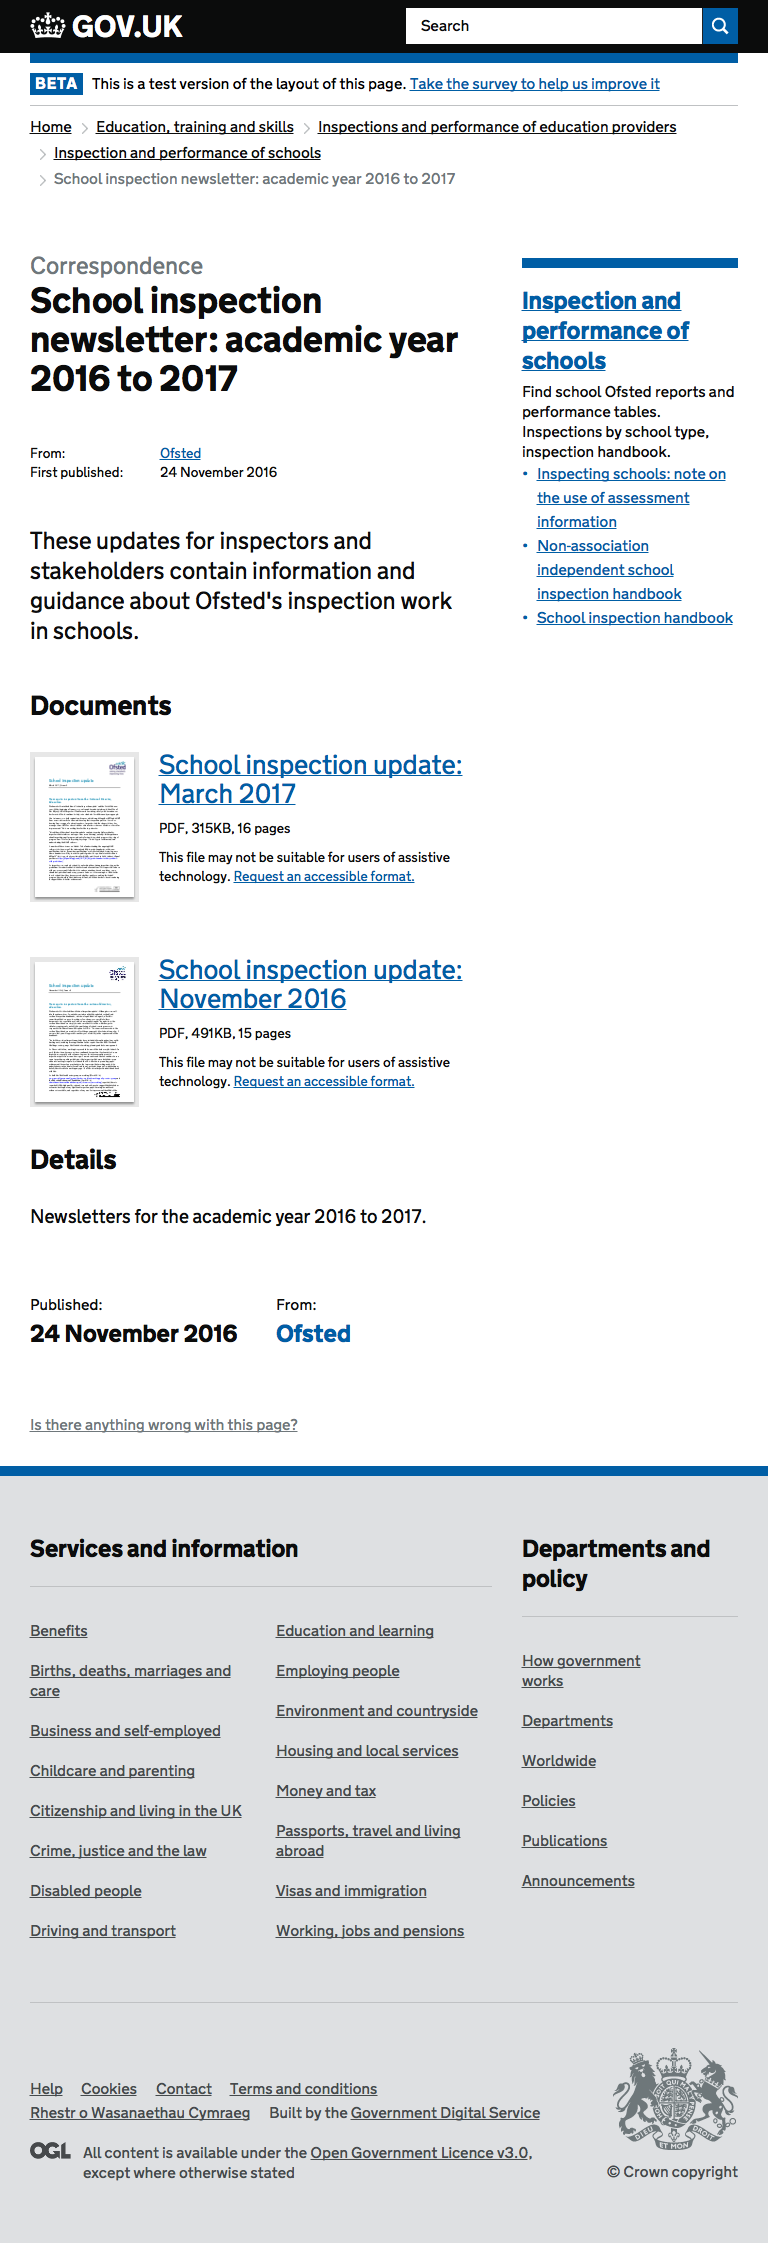 GOV.UK
Search
BETA This is a test version of the layout of this page. Take the survey to help us improve it
Home
Education, training and skills
Inspections and performance of education providers
Inspection and performance of schools
School inspection newsletter: academic year 2016 to 2017
Correspondence
School inspection
newsletter: academic year
2016 to 2017
From: Ofsted
First published: 24 November 2016
These updates for inspectors and
stakeholders contain information and
guidance about Ofsted's inspection work
in schools.
Inspection and
performance of
schools
Find school Ofsted reports and
performance tables.
Inspections by school type,
inspection handbook.
• Inspecting schools: note on
the use of assessment
information
• Non-association
independent school
inspection handbook
• School inspection handbook
Documents
Ofsted
School inspection update
School inspection update:
March 2017
PDF, 315KB, 16 pages
This file may not be suitable for users of assistive
technology. Request an accessible format.
School inspection update
School inspection update:
November 2016
PDF, 491KB, 15 pages
This file may not be suitable for users of assistive
technology. Request an accessible format.
Details
Newsletters for the academic year 2016 to 2017.
Published:
24 November 2016
From:
Ofsted
Is there anything wrong with this page?
Services and information
Benefits
Births, deaths, marriages and
care
Business and self-employed
Childcare and parenting
Citizenship and living in the UK
Crime, justice and the law
Disabled people
Driving and transport
Education and learning
Employing people
Environment and countryside
Housing and local services
Money and tax
Passports, travel and living
abroad
Visas and immigration
Working, jobs and pensions
Departments and
policy
How government
works
Departments
Worldwide
Policies
Publications
Announcements
Help Cookies Contact Terms and conditions
Rhestr o Wasanaethau Cymraeg Built by the Government Digital Service
OGL All content is available under the Open Government Licence v3.0,
except where otherwise stated
DIEU ET MON DROIT
© Crown copyright